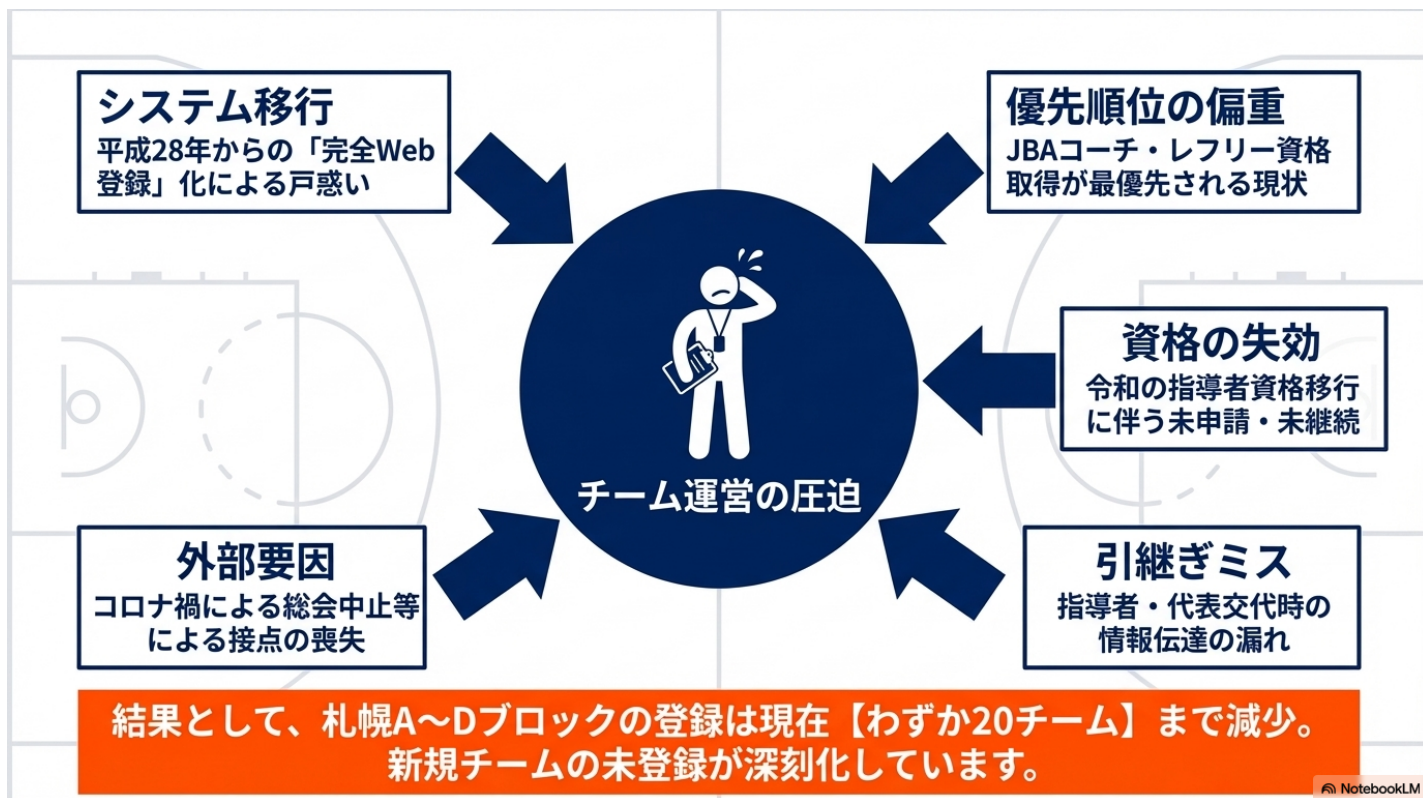 システム移行
平成28年からの「完全Web
登録」化による戸惑い
優先順位の偏重
JBAコーチ・レフリー資格
取得が最優先される現状
資格の失効
令和の指導者資格移行
に伴う未申請・未継続
チーム運営の圧迫
外部要因
コロナ禍による総会中止等
による接点の喪失
引継ぎミス
指導者・代表交代時の
情報伝達の漏れ
結果として、札幌A〜Dブロックの登録は現在【わずか20チーム】まで減少。
新規チームの未登録が深刻化しています。
NotebookLM